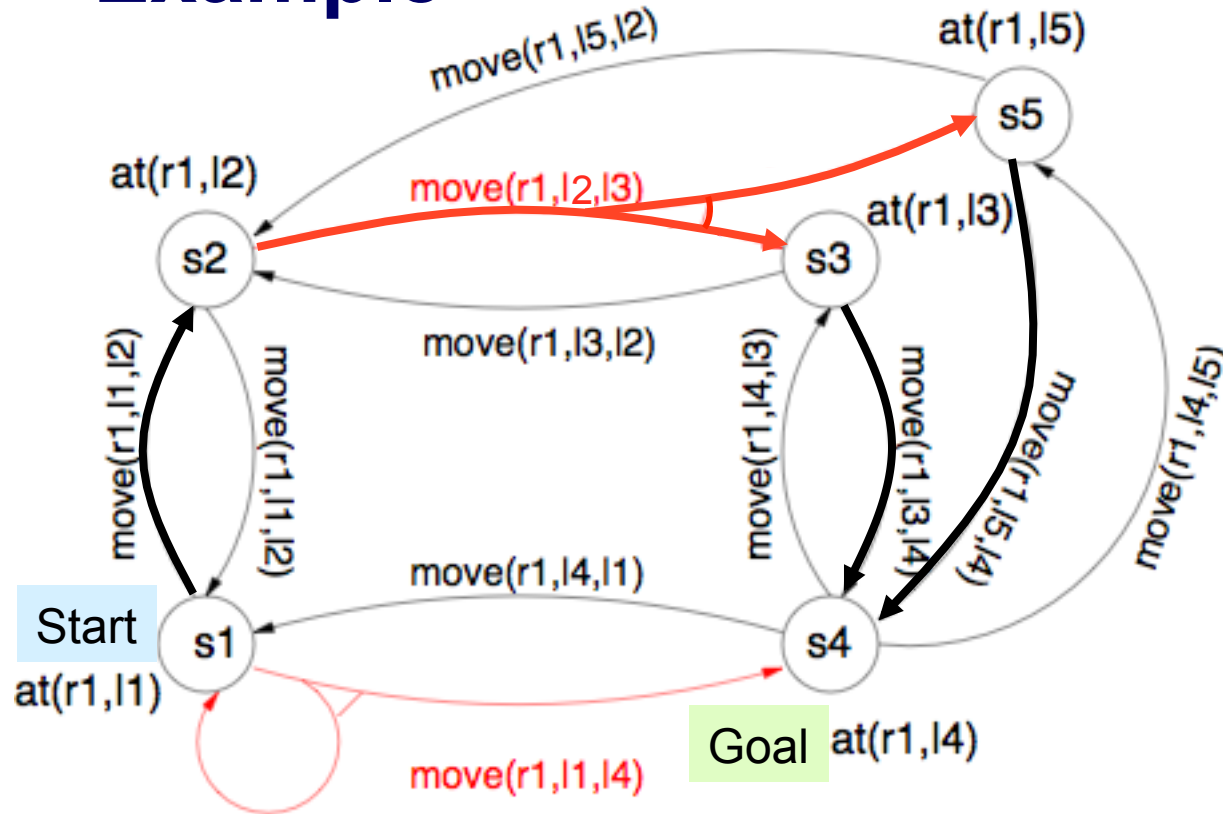 Example
move(r1,l5,l2)
at(r1,l5)
s5
at(r1,l2)
move(r1,l2,l3)
at(r1,l3)
s2
s3
move(r1,l3,l2)
move(r1,l1,l2)
move(r1,l1,l2)
move(r1,l4,l3)
move(r1,l3,l4)
move(r1,l5,l4)
move(r1,l4,l5)
move(r1,l4,l1)
Start
s1
s4
at(r1,l1)
Goal
at(r1,l4)
move(r1,l1,l4)